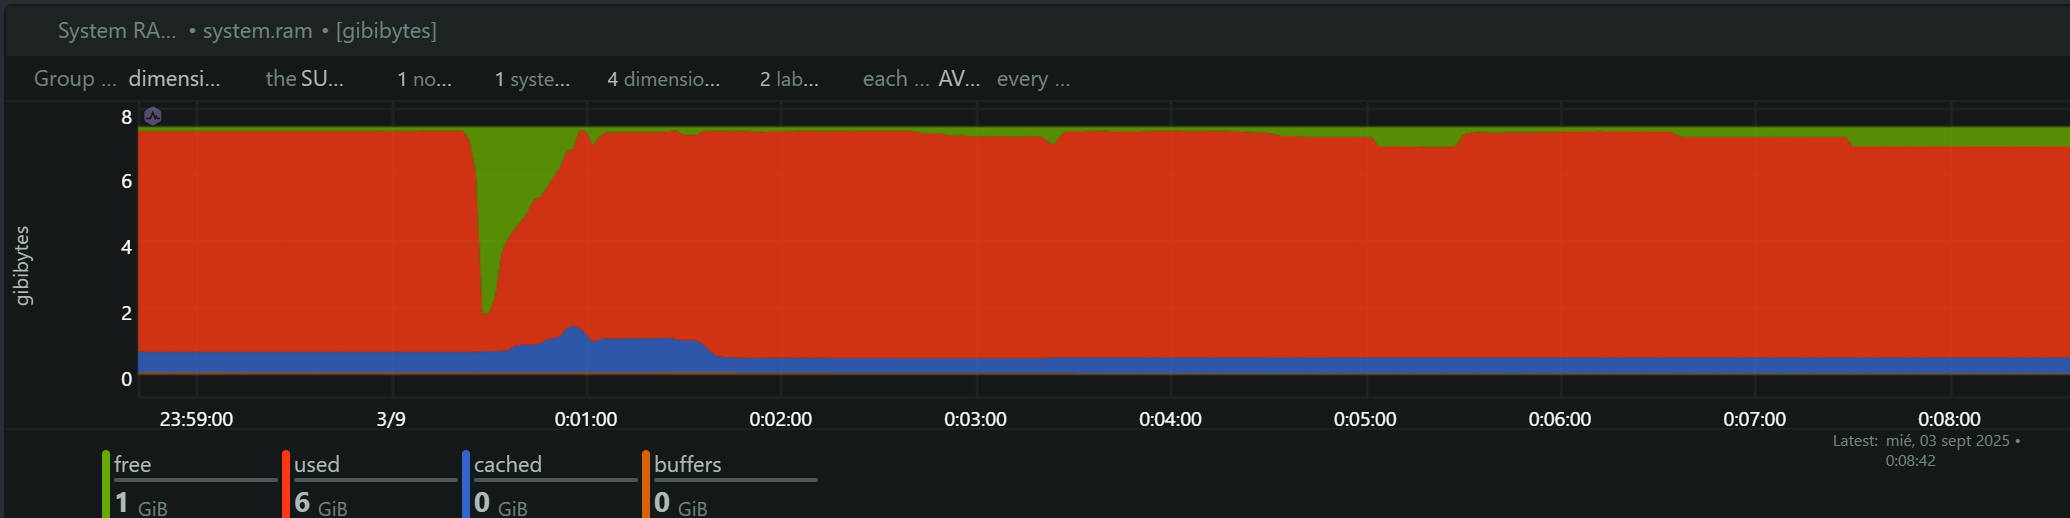 System RA... • system.ram • [gibibytes]
Group ... dimensi... the SU... 1 no... 1 syste... 4 dimensio... 2 lab... each ... AV... every ...
8
6
4
2
0
gibibytes
23:59:00 3/9 0:01:00 0:02:00 0:03:00 0:04:00 0:05:00 0:06:00 0:07:00 0:08:00
Latest: mié, 03 sept 2025 •
0:08:42
free used cached buffers
1 GiB 6 GiB 0 GiB 0 GiB